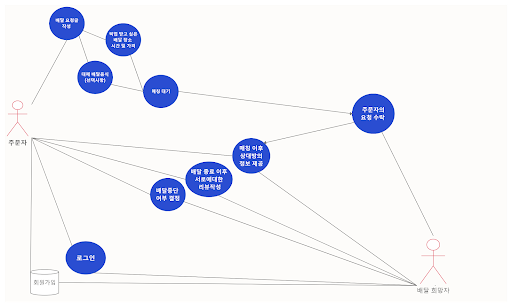 배달 요청글
작성
배달 받고 싶은
배달 장소
시간 및 가격
대체 배달음식
(선택사항)
매칭 대기
주문자의
요청 수락
주문자
매칭 이후
상대방의
정보 제공
배달 종료 이후
서로에대한
리뷰작성
배달중단
여부 결정
로그인
회원가입
배달 희망자